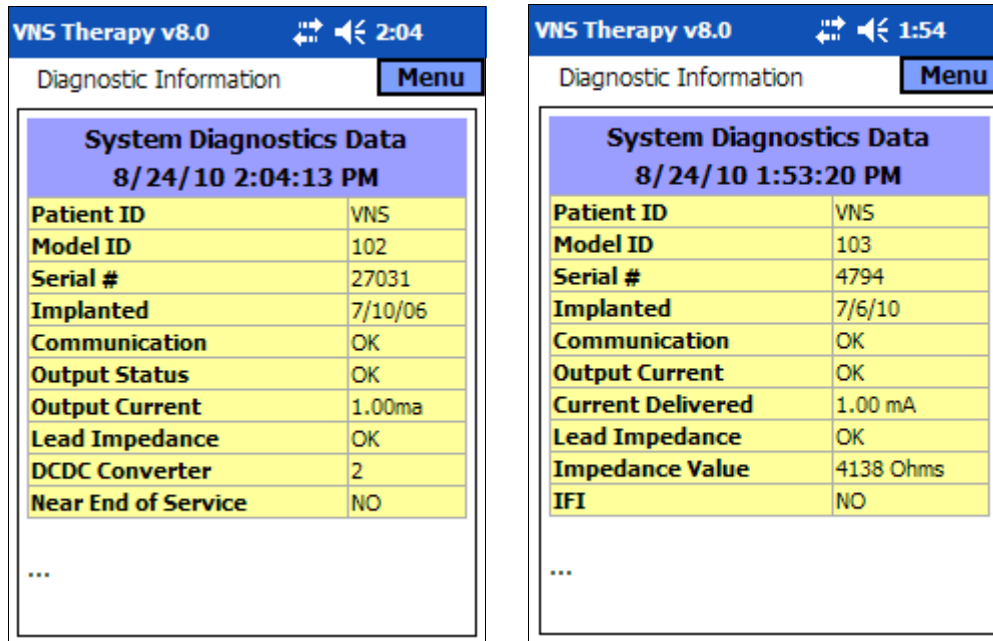 VNS Therapy v8.0 2:04
Diagnostic Information Menu
System Diagnostics Data
8/24/10 2:04:13 PM
Patient ID VNS
Model ID 102
Serial # 27031
Implanted 7/10/06
Communication OK
Output Status OK
Output Current 1.00ma
Lead Impedance OK
DCDC Converter 2
Near End of Service NO
...
VNS Therapy v8.0 1:54
Diagnostic Information Menu
System Diagnostics Data
8/24/10 1:53:20 PM
Patient ID VNS
Model ID 103
Serial # 4794
Implanted 7/6/10
Communication OK
Output Current OK
Current Delivered 1.00 mA
Lead Impedance OK
Impedance Value 4138 Ohms
IFI NO
...